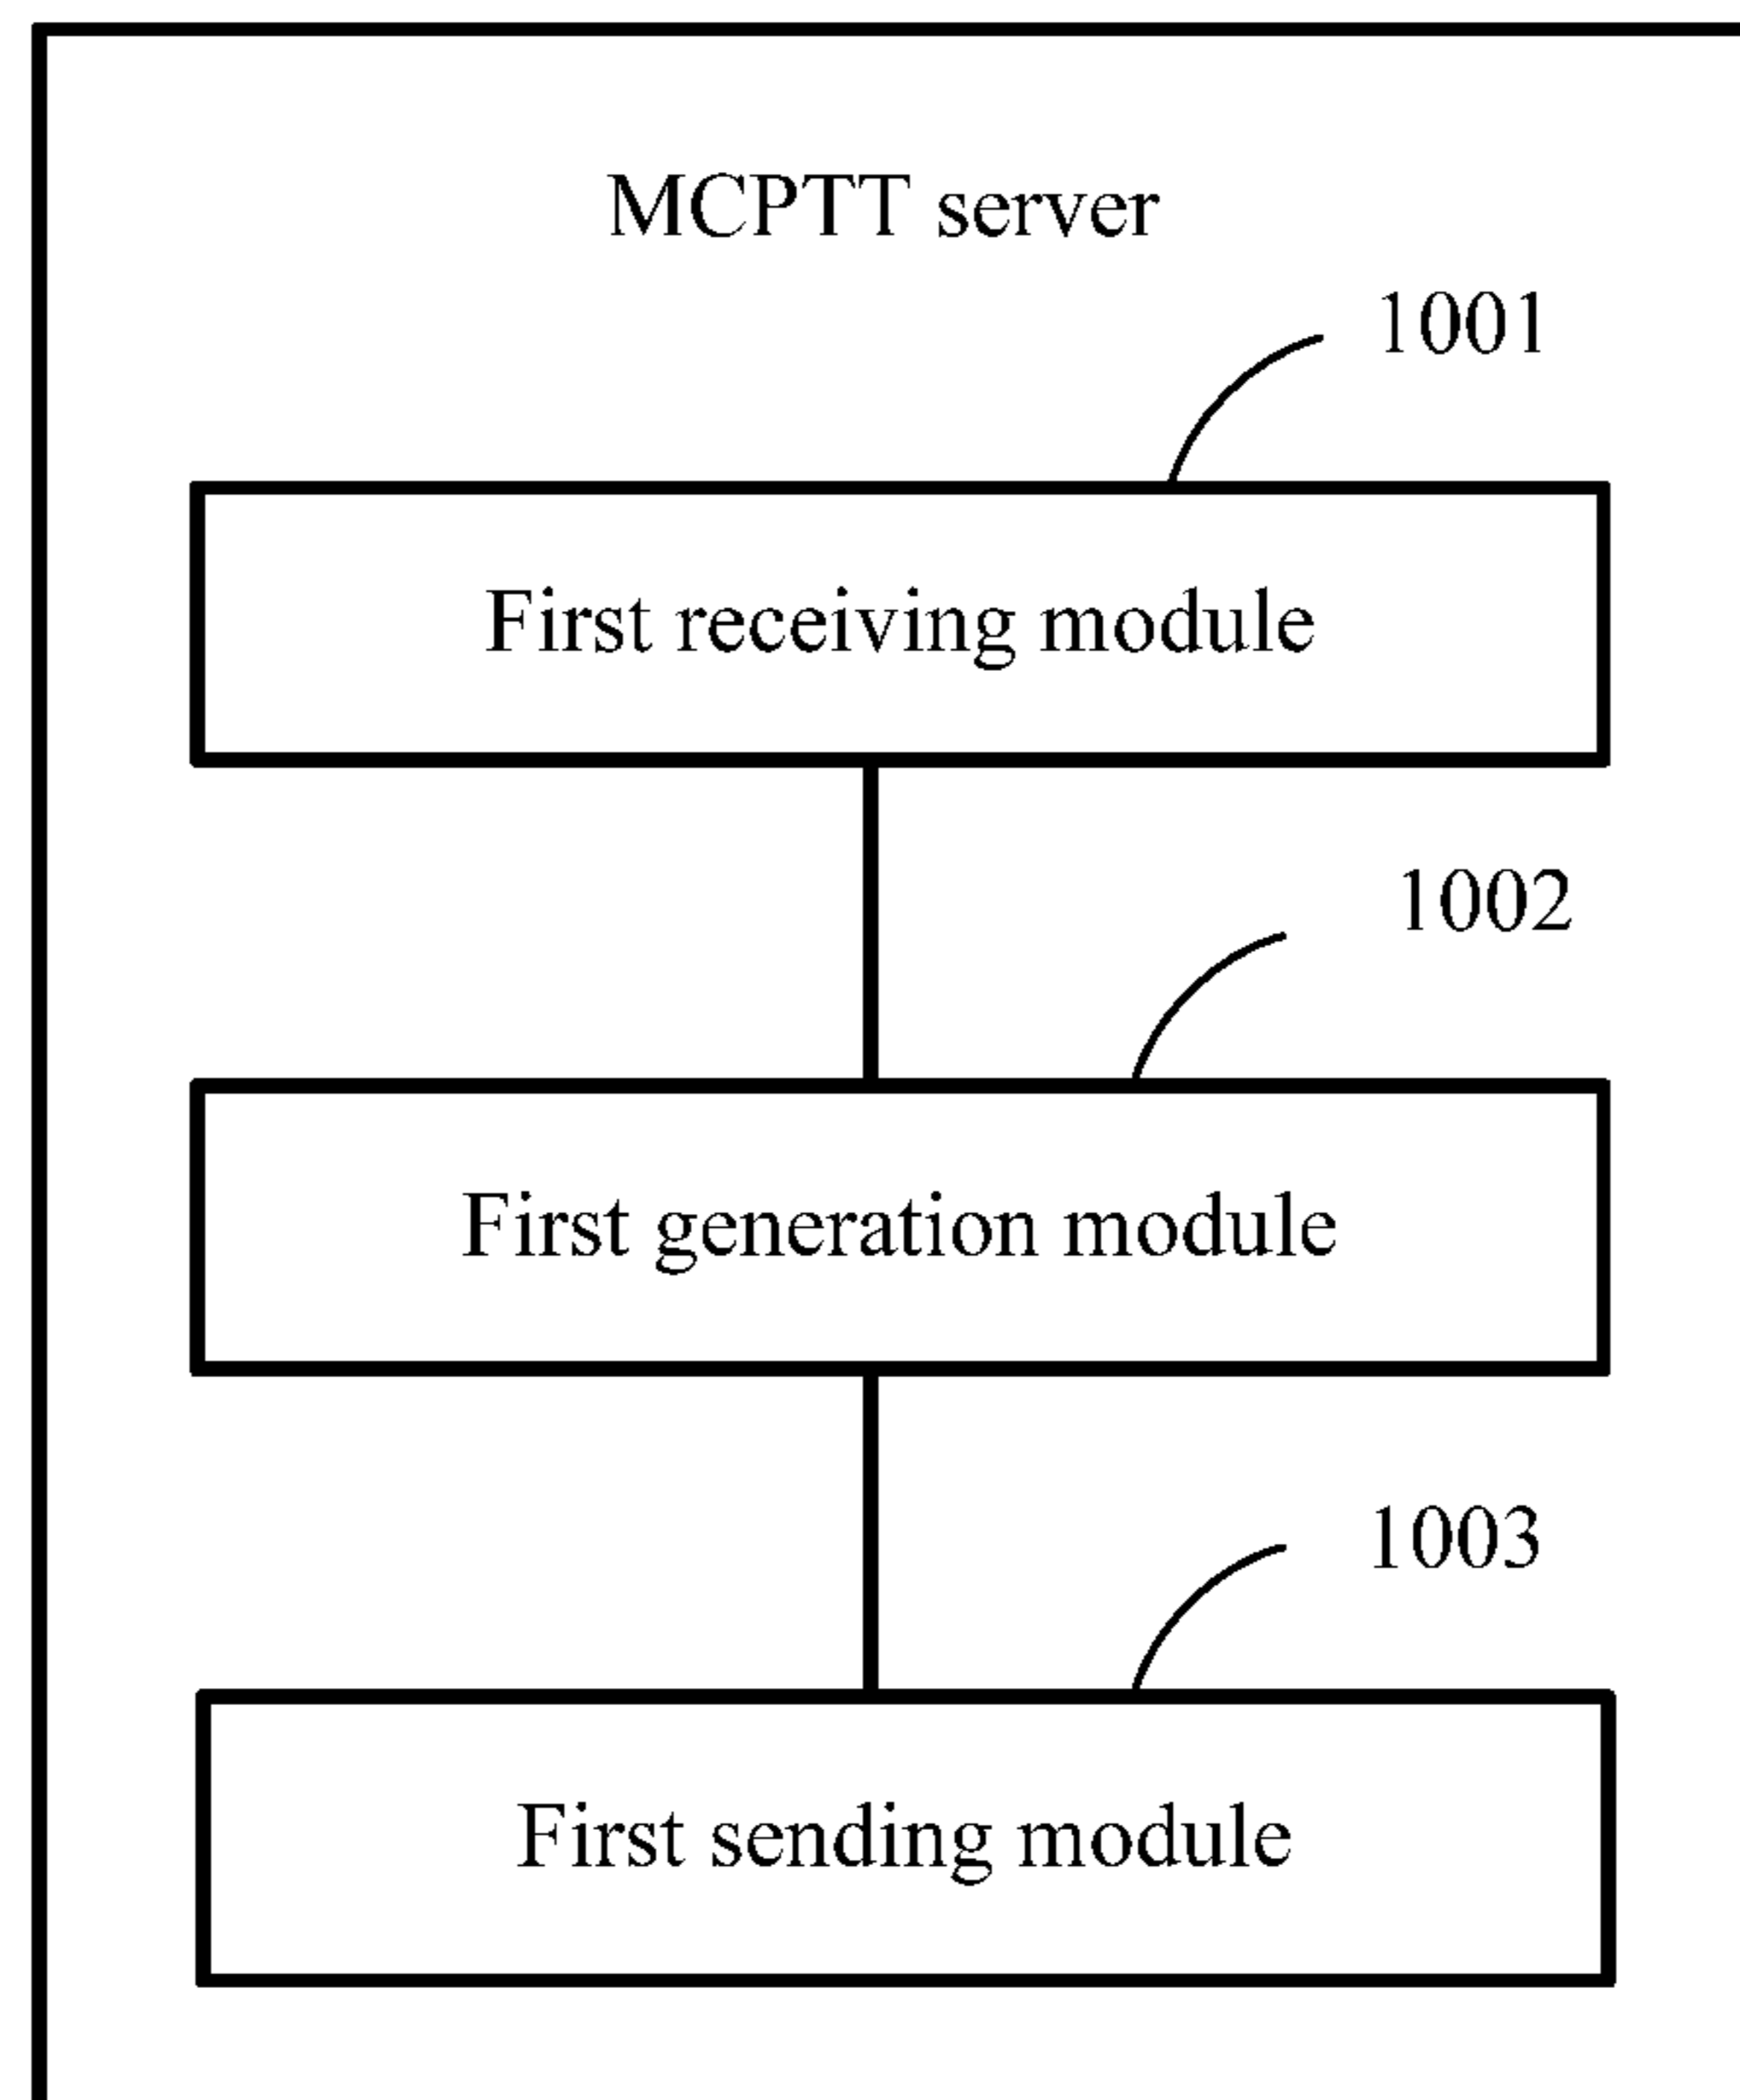 MCPTT server
1001
First receiving module
1002
First generation module
1003
First sending module